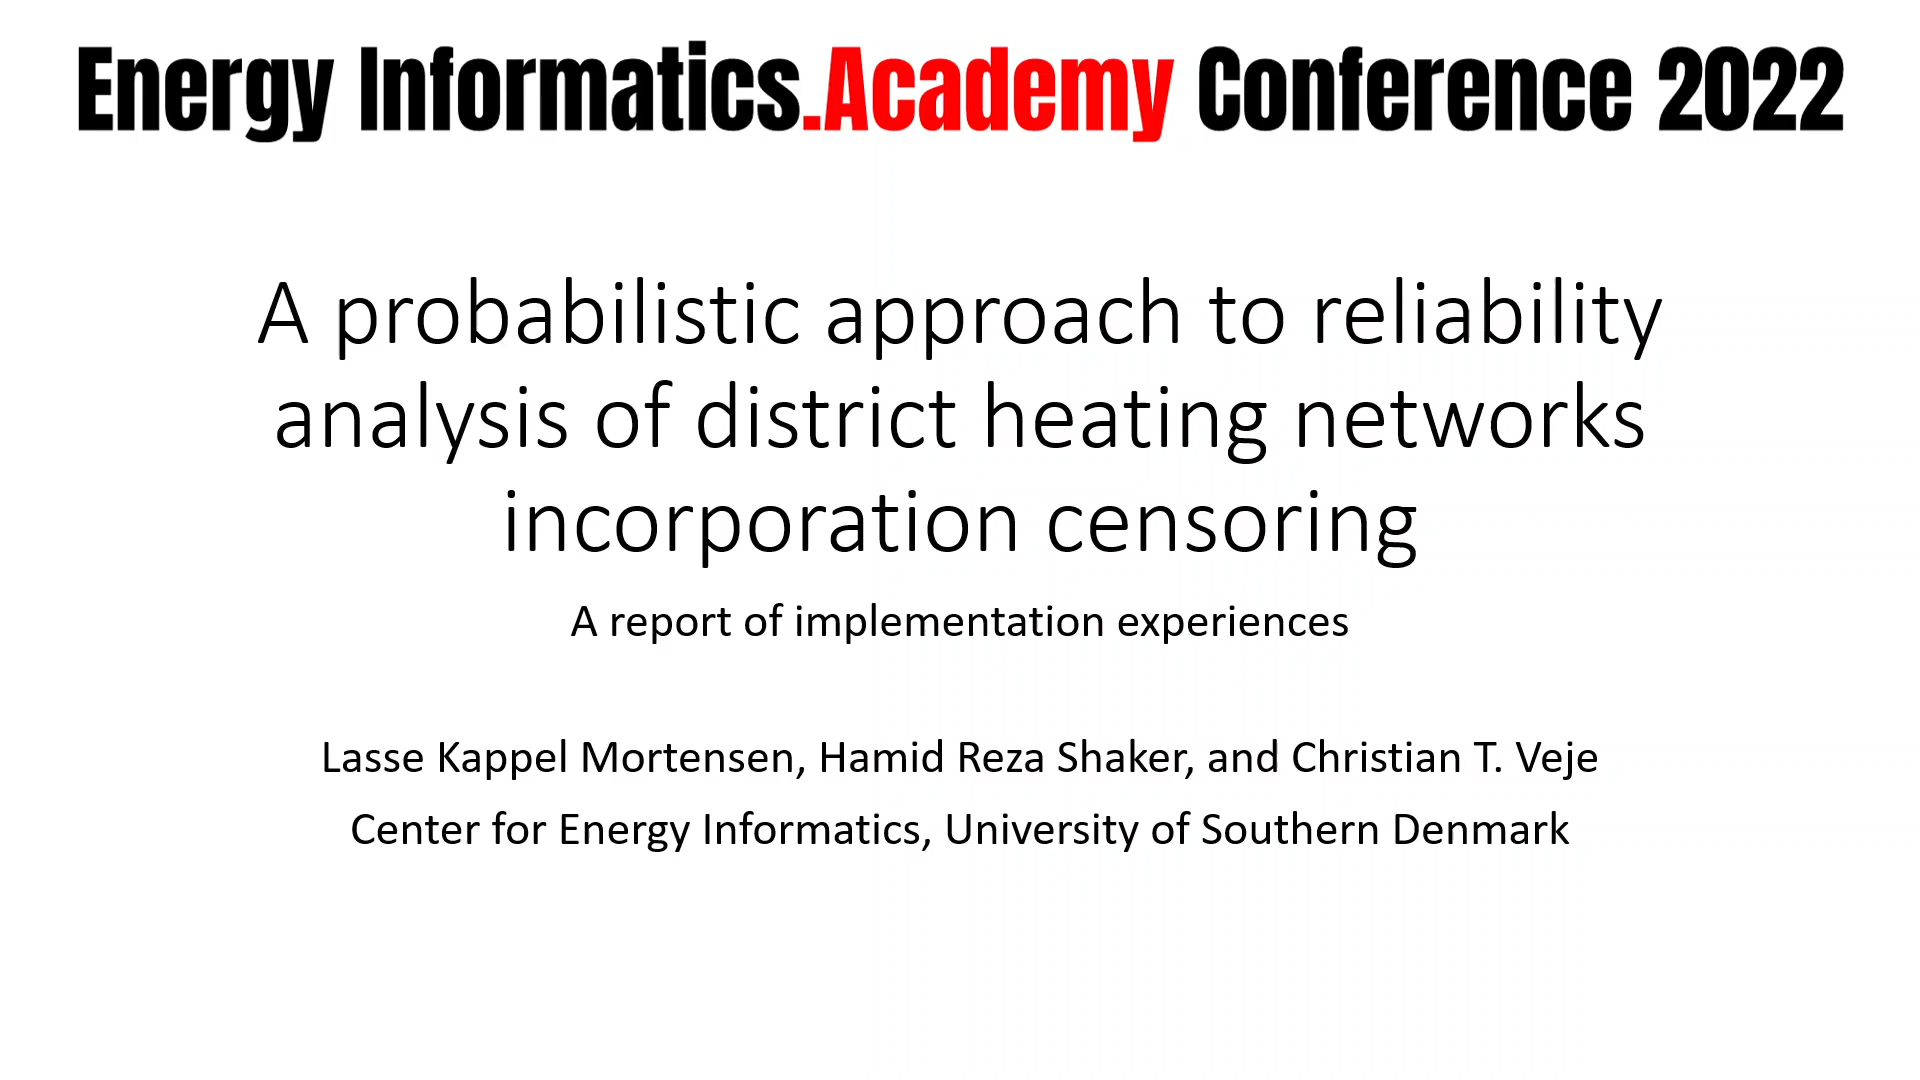 Energy Informatics.Academy Conference 2022
A probabilistic approach to reliability
analysis of district heating networks
incorporation censoring
A report of implementation experiences
Lasse Kappel Mortensen, Hamid Reza Shaker, and Christian T. Veje
Center for Energy Informatics, University of Southern Denmark